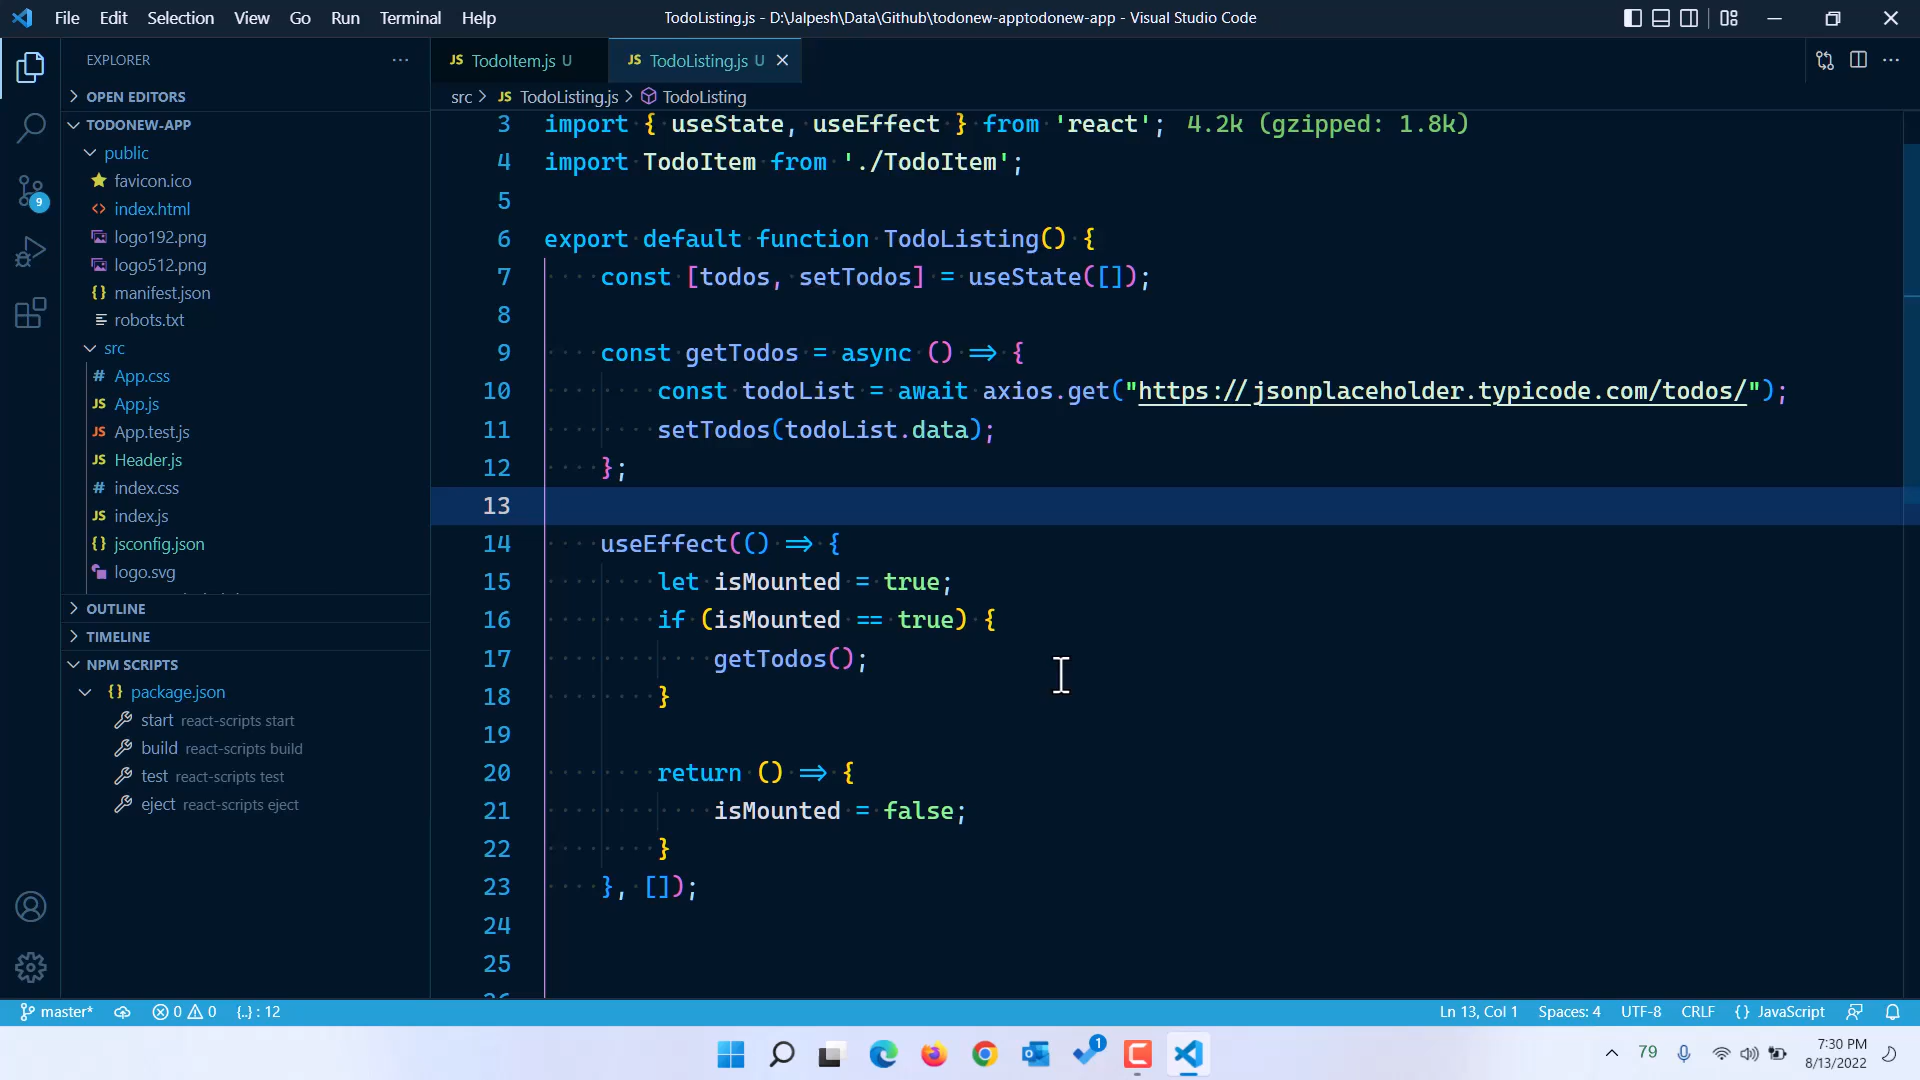 File Edit Selection View Go Run Terminal Help
TodoListing.js - D:\Jalpesh\Data\Github\todonew-apptodonew-app - Visual Studio Code
EXPLORER
OPEN EDITORS
TODONEW-APP
public
favicon.ico
index.html
logo192.png
logo512.png
manifest.json
robots.txt
src
App.css
App.js
App.test.js
Header.js
index.css
index.js
jsconfig.json
logo.svg
OUTLINE
TIMELINE
NPM SCRIPTS
package.json
start react-scripts start
build react-scripts build
test react-scripts test
eject react-scripts eject
9
JS TodoItem.js U
JS TodoListing.js U
src > JS TodoListing.js > TodoListing
3 import { useState, useEffect } from 'react'; 4.2k (gzipped: 1.8k)
4 import TodoItem from './TodoItem';
5
6 export default function TodoListing() {
7 const [todos, setTodos] = useState([]);
8
9 const getTodos = async () => {
10 const todoList = await axios.get("https://jsonplaceholder.typicode.com/todos/");
11 setTodos(todoList.data);
12 };
13
14 useEffect(() => {
15 let isMounted = true;
16 if (isMounted == true) {
17 getTodos();
18 }
19
20 return () => {
21 isMounted = false;
22 }
23 }, []);
24
25
master* 0 0 {..} : 12
Ln 13, Col 1 Spaces: 4 UTF-8 CRLF {} JavaScript
1
79
7:30 PM
8/13/2022